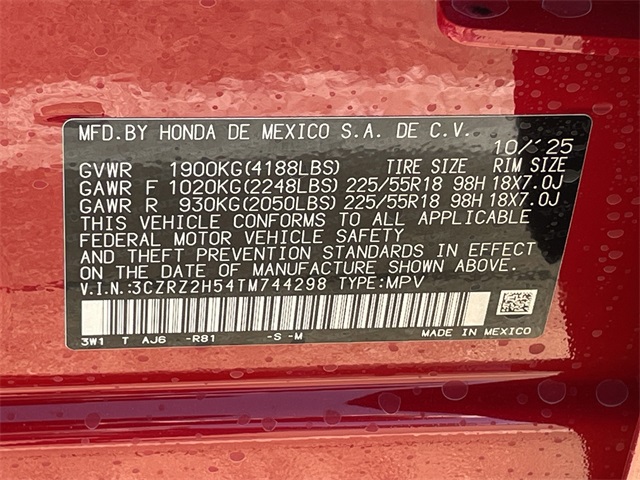 MFD.BY HONDA DE MEXICO S.A. DE C.V.
10/'25
GVWR 1900KG(4188LBS) TIRE SIZE RIM SIZE
GAWR F 1020KG(2248LBS) 225/55R18 98H 18X7.0J
GAWR R 930KG(2050LBS) 225/55R18 98H 18X7.0J
THIS VEHICLE CONFORMS TO ALL APPLICABLE
FEDERAL MOTOR VEHICLE SAFETY
AND THEFT PREVENTION STANDARDS IN EFFECT
ON THE DATE OF MANUFACTURE SHOWN ABOVE.
V.I.N.:3CZRZ2H54TM744298 TYPE:MPV
3W1 T AJ6 -R81 -S -M MADE IN MEXICO